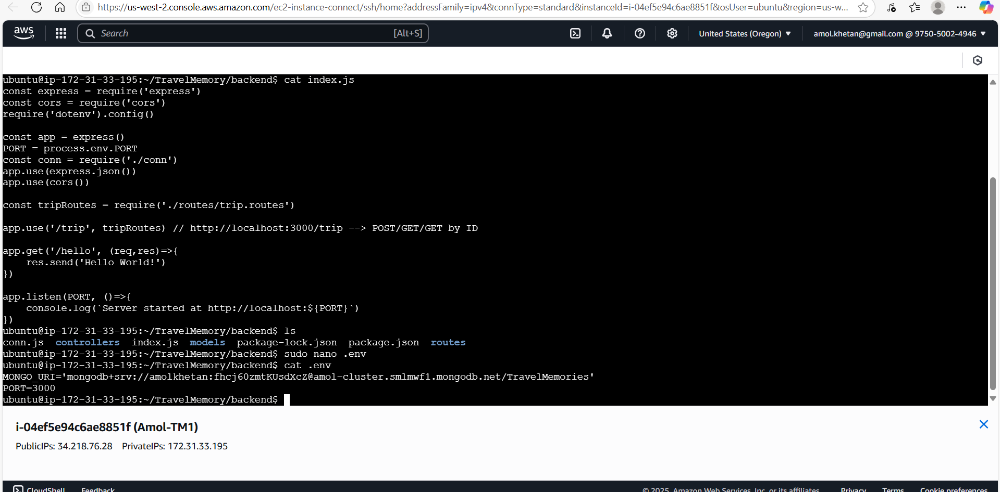 https://us-west-2.console.aws.amazon.com/ec2-instance-connect/ssh/home?addressFamily=ipv4&connType=standard&instanceId=i-04ef5e94c6ae8851f&osUser=ubuntu&region=us-w...
aws Search [Alt+S] United States (Oregon) amol.khetan@gmail.com @ 9750-5002-4946
ubuntu@ip-172-31-33-195:~/TravelMemory/backend$ cat index.js
const express = require('express')
const cors = require('cors')
require('dotenv').config()
const app = express()
PORT = process.env.PORT
const conn = require('./conn')
app.use(express.json())
app.use(cors())
const tripRoutes = require('./routes/trip.routes')
app.use('/trip', tripRoutes) // http://localhost:3000/trip --> POST/GET/GET by ID
app.get('/hello', (req,res)=>{
    res.send('Hello World!')
})
app.listen(PORT, ()=>{
    console.log(`Server started at http://localhost:${PORT}`)
})
ubuntu@ip-172-31-33-195:~/TravelMemory/backend$ ls
conn.js controllers index.js models package-lock.json package.json routes
ubuntu@ip-172-31-33-195:~/TravelMemory/backend$ sudo nano .env
ubuntu@ip-172-31-33-195:~/TravelMemory/backend$ cat .env
MONGO_URI='mongodb+srv://amolkhetan:fhcj60zmtKUsdXcZ@amol-cluster.smlmwf1.mongodb.net/TravelMemories'
PORT=3000
ubuntu@ip-172-31-33-195:~/TravelMemory/backend$
i-04ef5e94c6ae8851f (Amol-TM1)
PublicIPs: 34.218.76.28 PrivateIPs: 172.31.33.195
CloudShell Feedback © 2025, Amazon Web Services, Inc. or its affiliates. Privacy Terms Cookie preferences